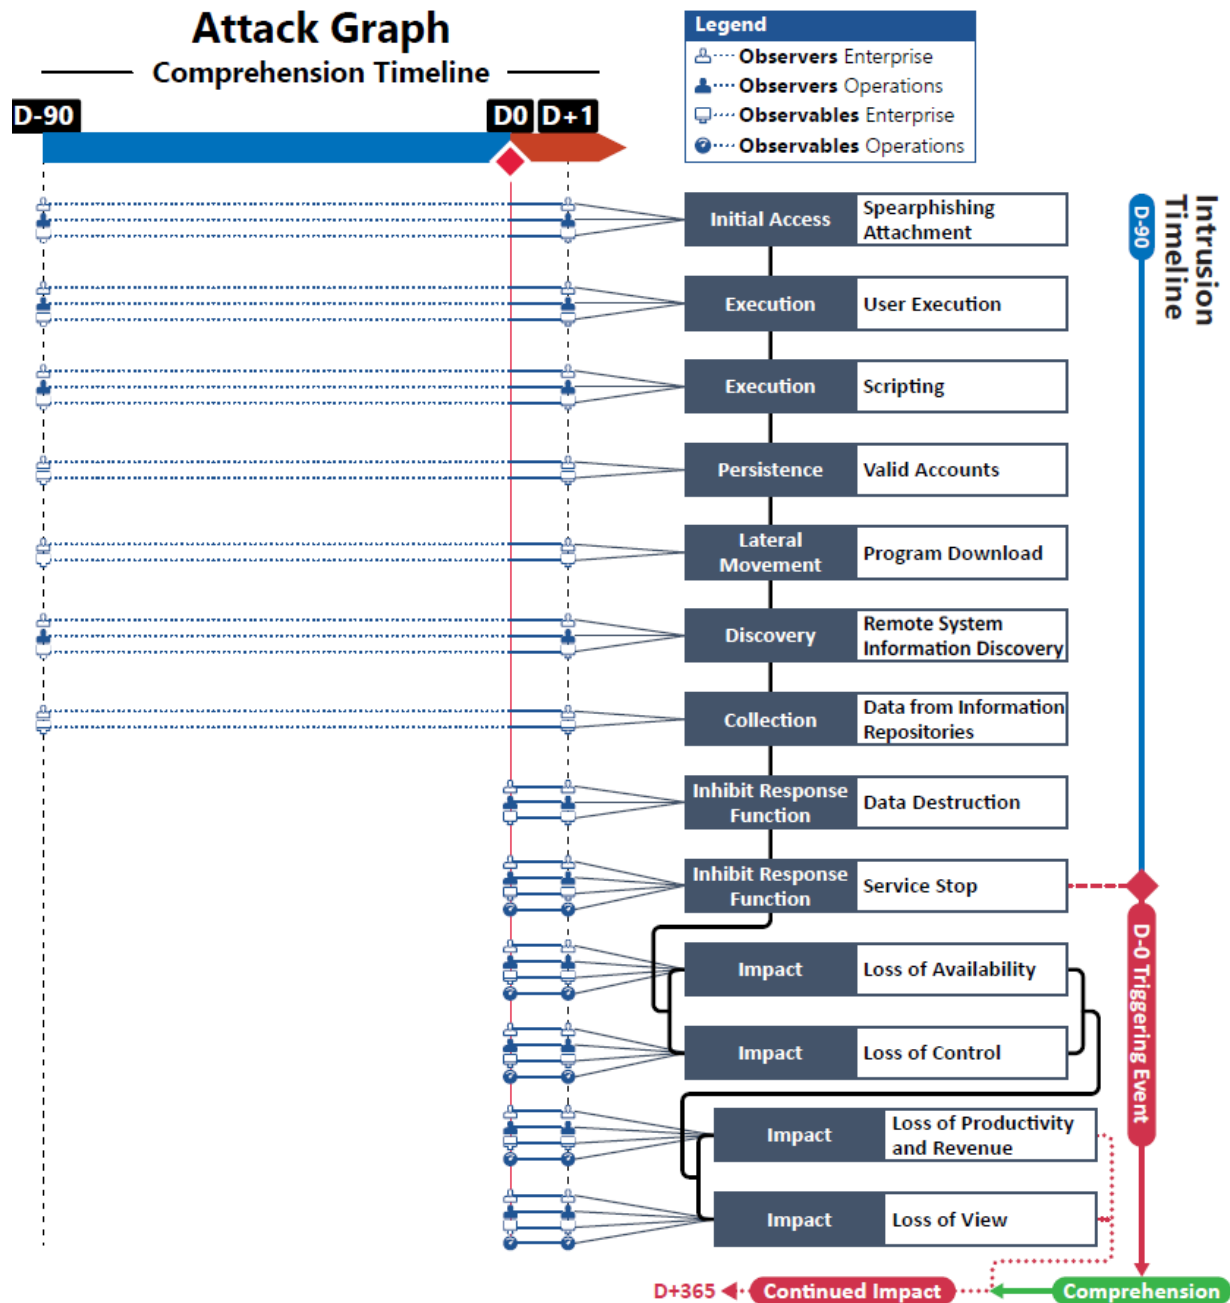 Attack Graph
Comprehension Timeline
D-90
D0
D+1
Legend
Observers Enterprise
Observers Operations
Observables Enterprise
Observables Operations
Intrusion
Timeline
D-90
Initial Access
Spearphishing
Attachment
Execution
User Execution
Execution
Scripting
Persistence
Valid Accounts
Lateral
Movement
Program Download
Discovery
Remote System
Information Discovery
Collection
Data from Information
Repositories
Inhibit Response
Function
Data Destruction
Inhibit Response
Function
Service Stop
D-0 Triggering Event
Impact
Loss of Availability
Impact
Loss of Control
Impact
Loss of Productivity
and Revenue
Impact
Loss of View
D+365
Continued Impact
Comprehension